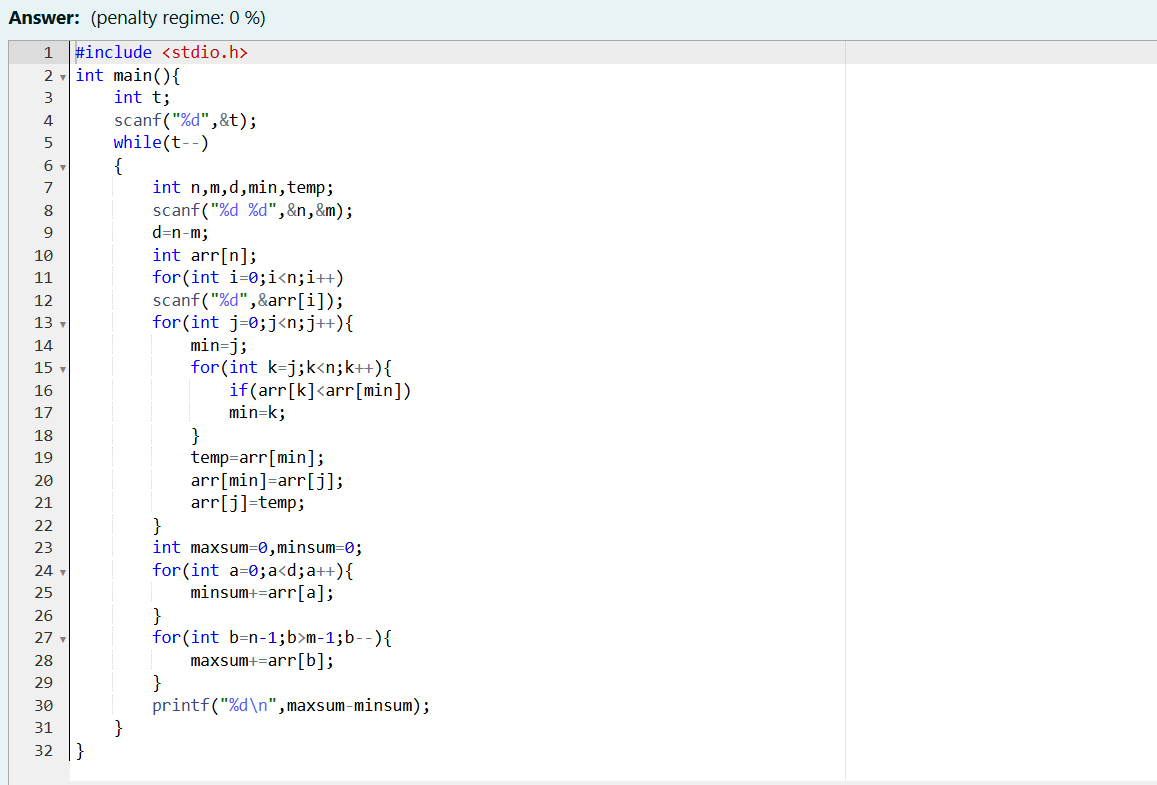 Answer: (penalty regime: 0 %)
1 #include <stdio.h>
2 int main(){
3     int t;
4     scanf("%d",&t);
5     while(t--)
6     {
7         int n,m,d,min,temp;
8         scanf("%d %d",&n,&m);
9         d=n-m;
10         int arr[n];
11         for(int i=0;i<n;i++)
12         scanf("%d",&arr[i]);
13         for(int j=0;j<n;j++){
14             min=j;
15             for(int k=j;k<n;k++){
16                 if(arr[k]<arr[min])
17                 min=k;
18             }
19             temp=arr[min];
20             arr[min]=arr[j];
21             arr[j]=temp;
22         }
23         int maxsum=0,minsum=0;
24         for(int a=0;a<d;a++){
25             minsum+=arr[a];
26         }
27         for(int b=n-1;b>m-1;b--){
28             maxsum+=arr[b];
29         }
30         printf("%d\n",maxsum-minsum);
31     }
32 }